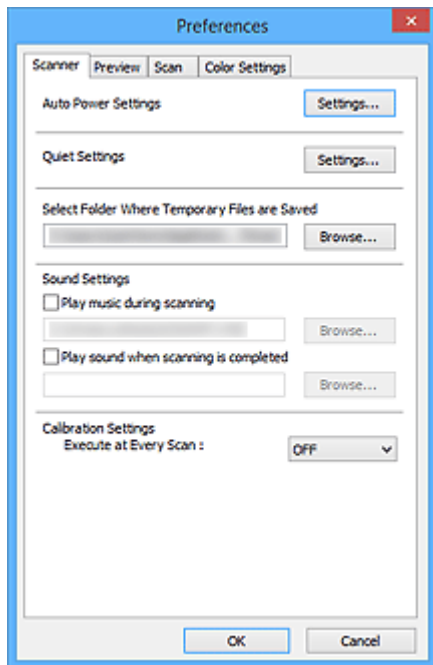 Preferences
Scanner Preview Scan Color Settings
Auto Power Settings Settings...
Quiet Settings Settings...
Select Folder Where Temporary Files are Saved
Browse...
Sound Settings
Play music during scanning
Browse...
Play sound when scanning is completed
Browse...
Calibration Settings
Execute at Every Scan : OFF
OK Cancel